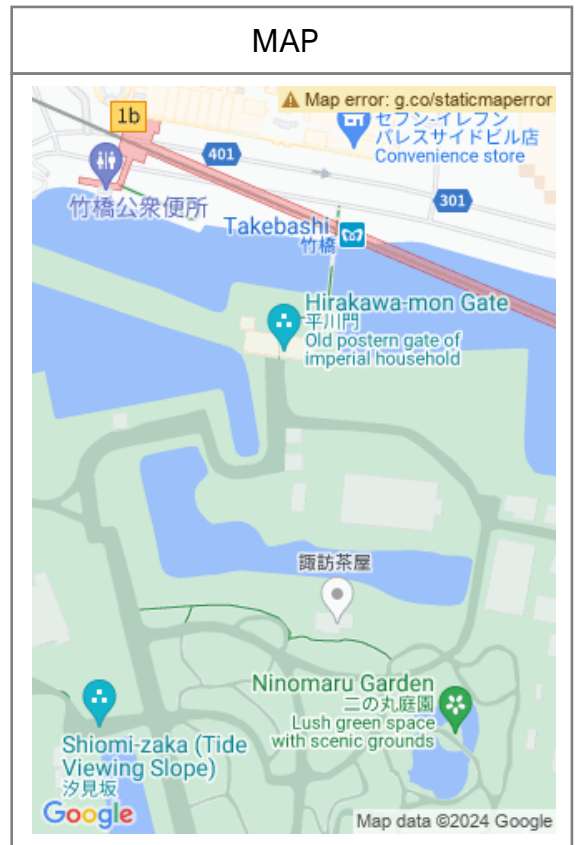 MAP
Map error: g.co/staticmaperror
1b
セブン-イレブン
パレスサイドビル店
Convenience store
401
301
竹橋公衆便所
Takebashi
竹橋
Hirakawa-mon Gate
平川門
Old postern gate of
imperial household
諏訪茶屋
Ninomaru Garden
二の丸庭園
Lush green space
with scenic grounds
Shiomi-zaka (Tide
Viewing Slope)
汐見坂
Google
Map data ©2024 Google